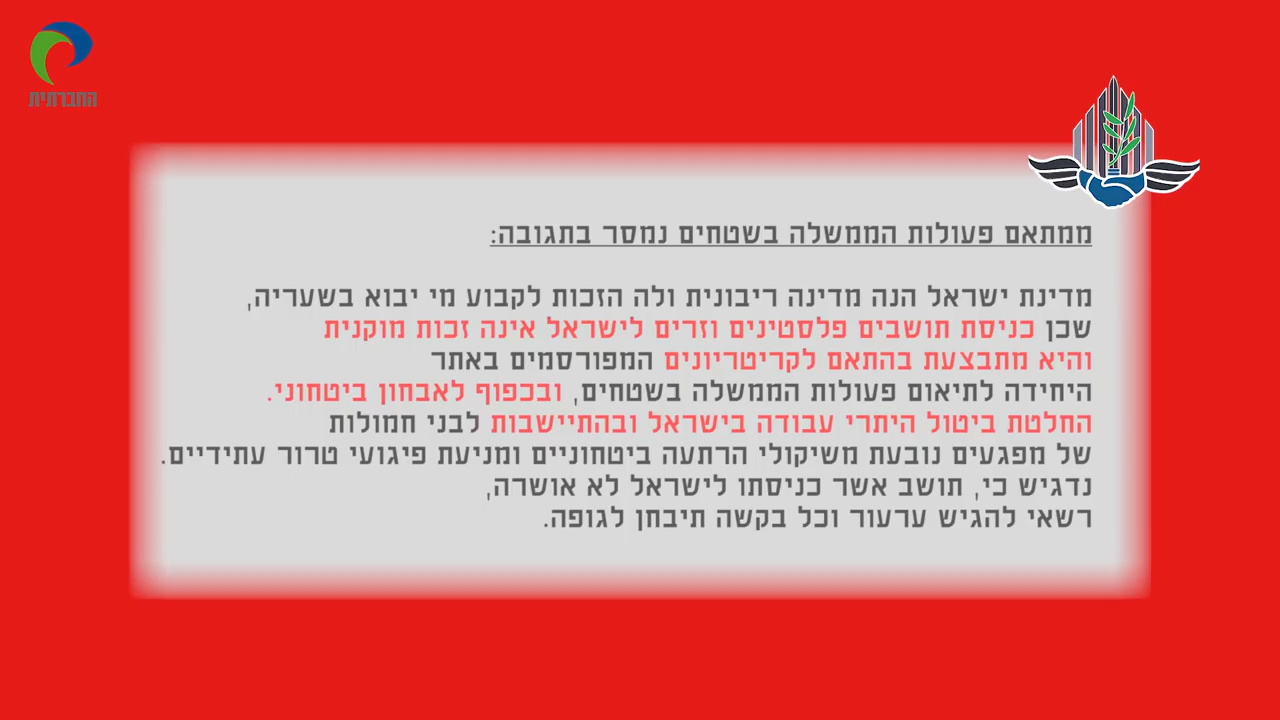 החברתית
ממתאם פעולות הממשלה בשטחים נמסר בתגובה:
מדינת ישראל הנה מדינה ריבונית ולה הזכות לקבוע מי יבוא בשעריה,
שכן כניסת תושבים פלסטינים וזרים לישראל אינה זכות מוקנית
והיא מתבצעת בהתאם לקריטריונים המפורסמים באתר
היחידה לתיאום פעולות הממשלה בשטחים, ובכפוף לאבחון ביטחוני.
החלטת ביטול היתרי עבודה בישראל ובהתיישבות לבני חמולות
של מפגעים נובעת משיקולי הרתעה ביטחוניים ומניעת פיגועי טרור עתידיים.
נדגיש כי, תושב אשר כניסתו לישראל לא אושרה,
רשאי להגיש ערעור וכל בקשה תיבחן לגופה.